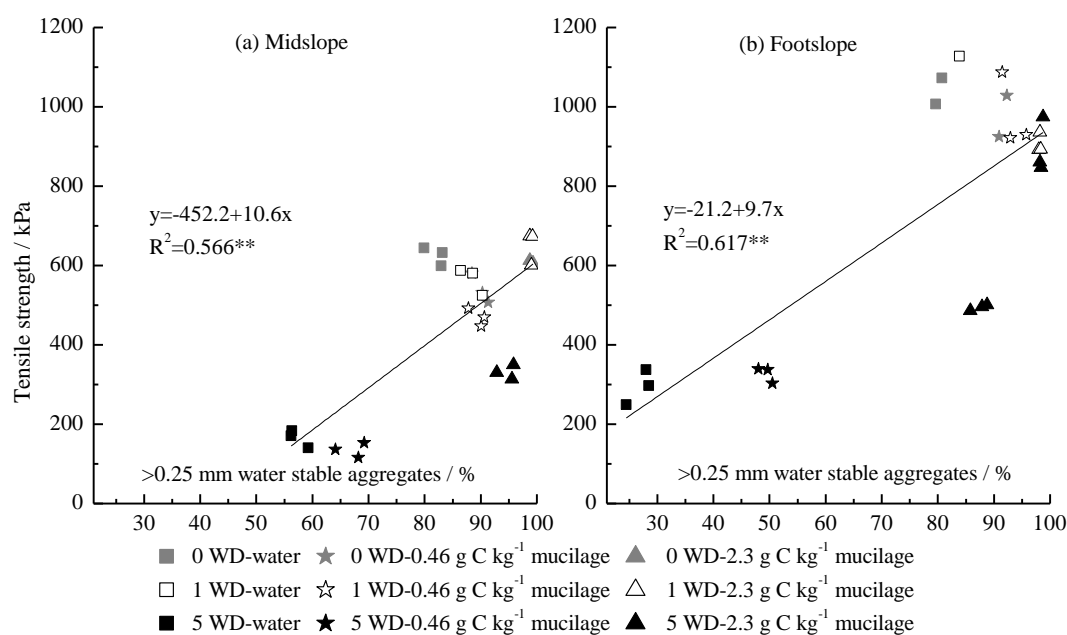 (a) Midslope
(b) Footslope
Tensile strength / kPa
1200
1000
800
600
400
200
0
y=-452.2+10.6x
R²=0.566**
>0.25 mm water stable aggregates / %
30 40 50 60 70 80 90 100
1200
1000
800
600
400
200
0
y=-21.2+9.7x
R²=0.617**
>0.25 mm water stable aggregates / %
30 40 50 60 70 80 90 100
0 WD-water 0 WD-0.46 g C kg⁻¹ mucilage 0 WD-2.3 g C kg⁻¹ mucilage
1 WD-water 1 WD-0.46 g C kg⁻¹ mucilage 1 WD-2.3 g C kg⁻¹ mucilage
5 WD-water 5 WD-0.46 g C kg⁻¹ mucilage 5 WD-2.3 g C kg⁻¹ mucilage